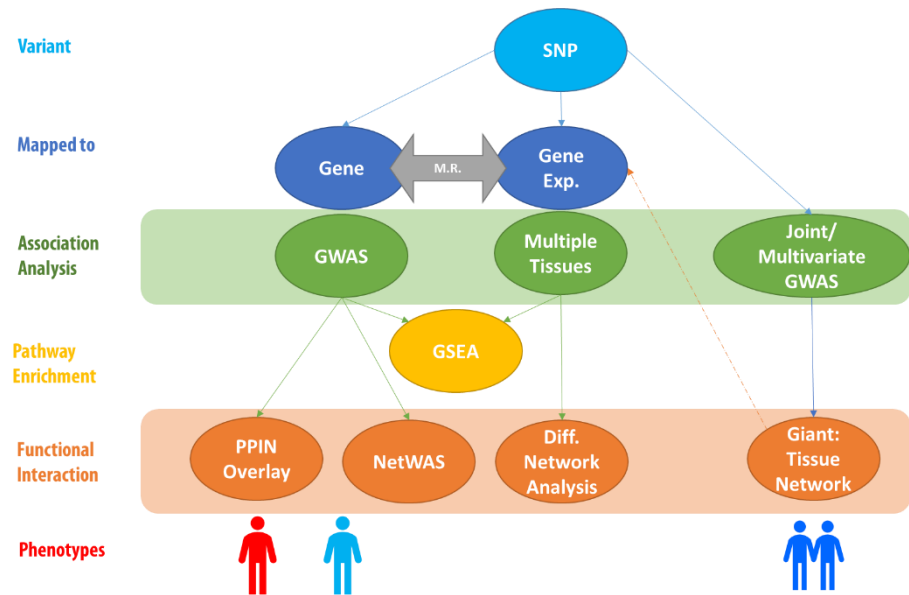 Variant
SNP
Mapped to
Gene
M.R.
Gene
Exp.
Association
Analysis
GWAS
Multiple
Tissues
Joint/
Multivariate
GWAS
Pathway
Enrichment
GSEA
Functional
Interaction
PPIN
Overlay
NetWAS
Diff.
Network
Analysis
Giant:
Tissue
Network
Phenotypes